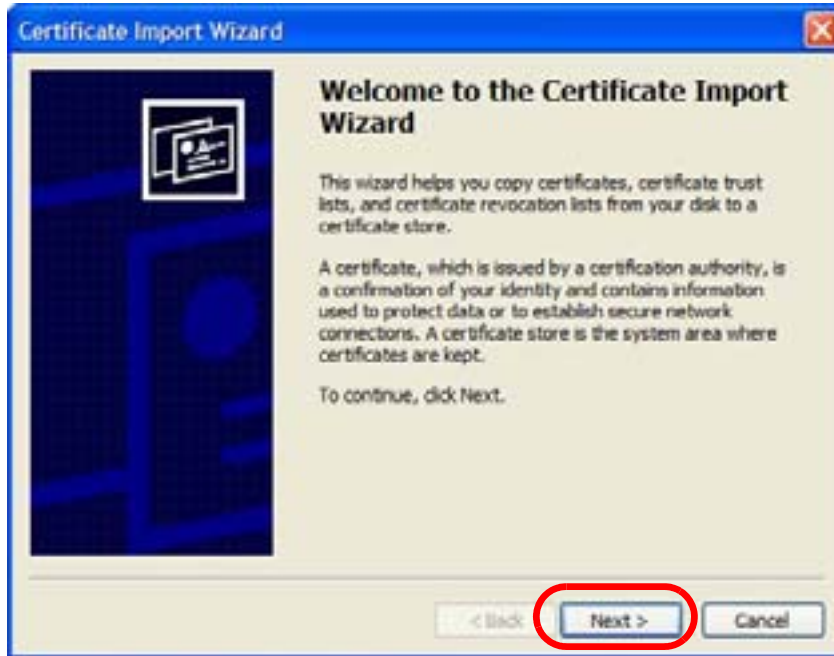 Certificate Import Wizard
Welcome to the Certificate Import
Wizard
This wizard helps you copy certificates, certificate trust
lists, and certificate revocation lists from your disk to a
certificate store.
A certificate, which is issued by a certification authority, is
a confirmation of your identity and contains information
used to protect data or to establish secure network
connections. A certificate store is the system area where
certificates are kept.
To continue, click Next.
< Back
Next >
Cancel